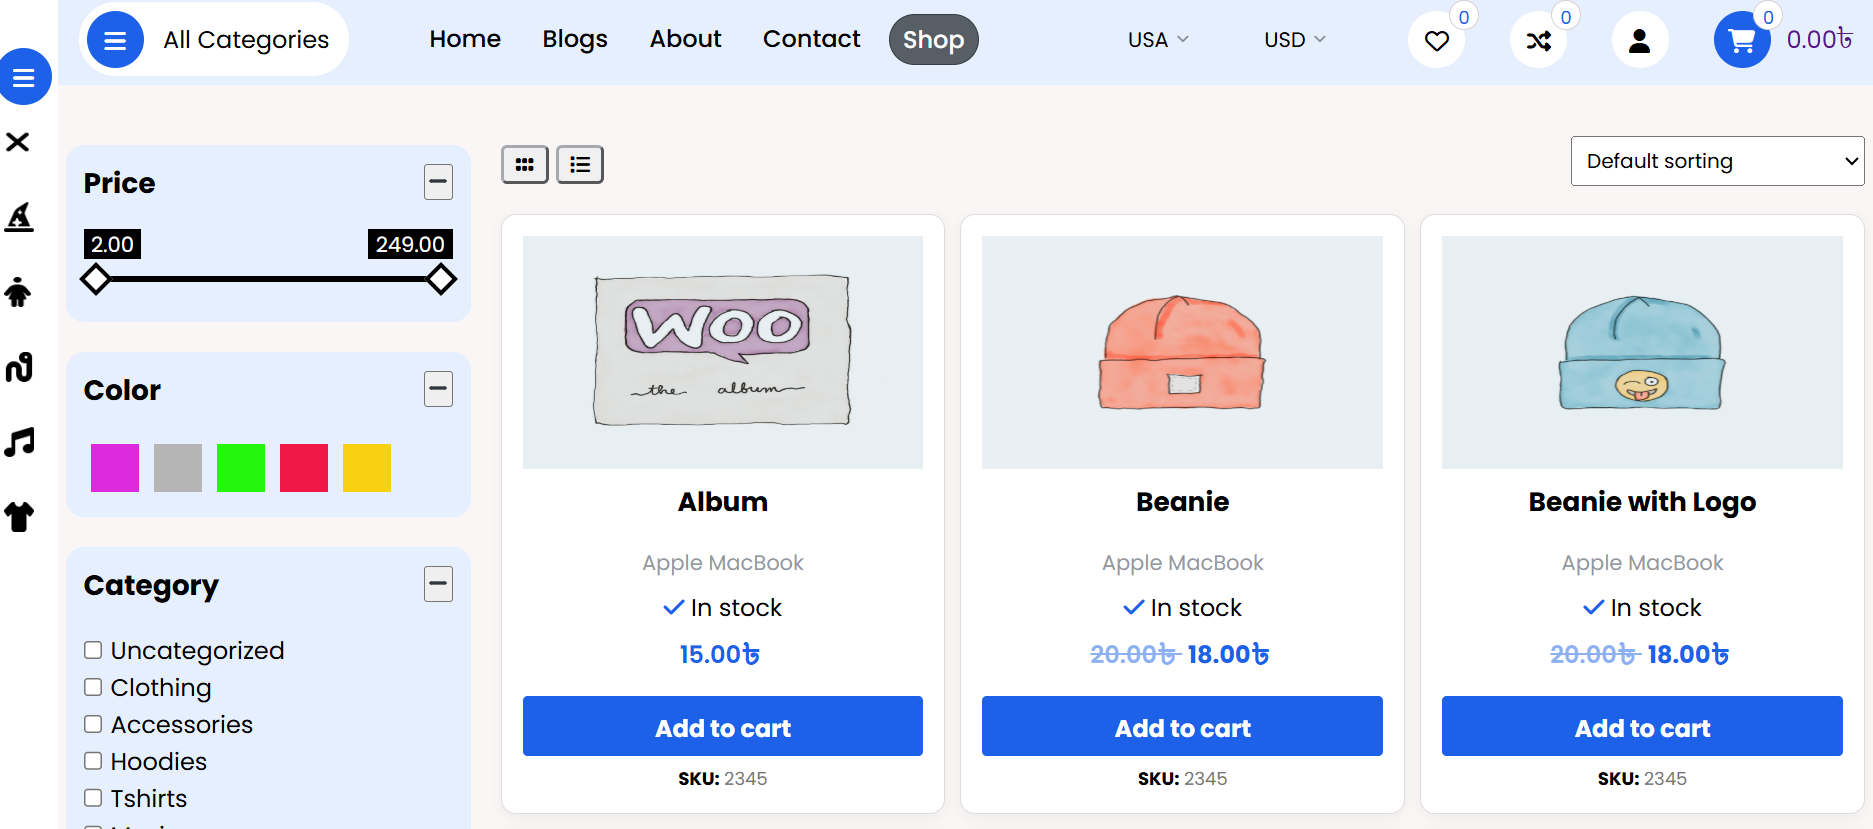 All Categories
Home Blogs About Contact Shop
USA USD
0 0 0 0.00৳
Price
2.00 249.00
Color
Category
Uncategorized
Clothing
Accessories
Hoodies
Tshirts
Default sorting
WOO
the album
Album
Apple MacBook
In stock
15.00৳
Add to cart
SKU: 2345
Beanie
Apple MacBook
In stock
20.00৳ 18.00৳
Add to cart
SKU: 2345
Beanie with Logo
Apple MacBook
In stock
20.00৳ 18.00৳
Add to cart
SKU: 2345